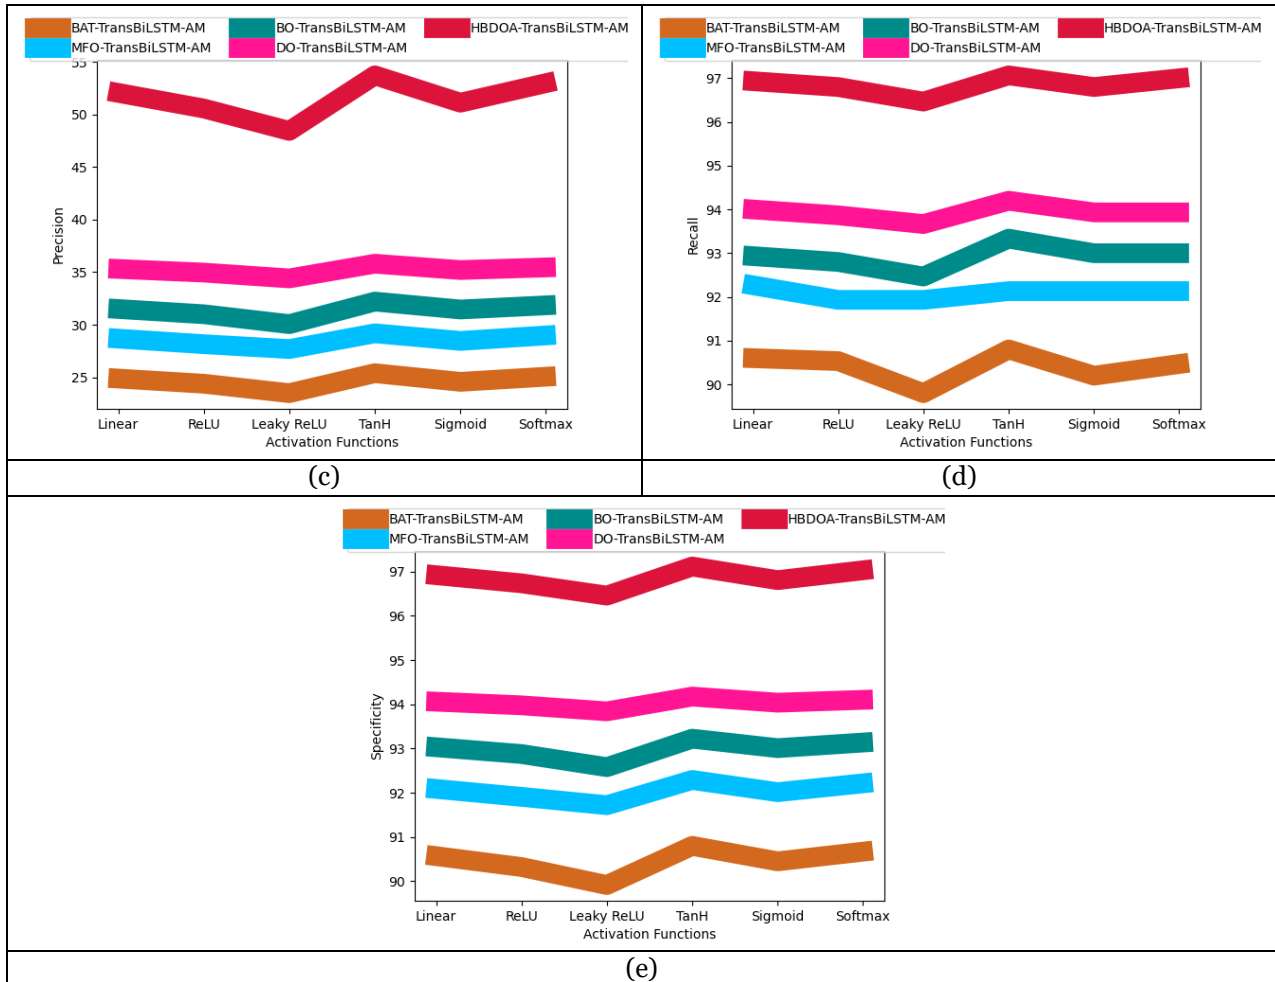 BAT-TransBiLSTM-AM BO-TransBiLSTM-AM HBDOA-TransBiLSTM-AM
MFO-TransBiLSTM-AM DO-TransBiLSTM-AM
55
50
45
40
35
30
25
Precision
Linear ReLU Leaky ReLU TanH Sigmoid Softmax
Activation Functions
(c)
BAT-TransBiLSTM-AM BO-TransBiLSTM-AM HBDOA-TransBiLSTM-AM
MFO-TransBiLSTM-AM DO-TransBiLSTM-AM
97
96
95
94
93
92
91
90
Recall
Linear ReLU Leaky ReLU TanH Sigmoid Softmax
Activation Functions
(d)
BAT-TransBiLSTM-AM BO-TransBiLSTM-AM HBDOA-TransBiLSTM-AM
MFO-TransBiLSTM-AM DO-TransBiLSTM-AM
97
96
95
94
93
92
91
90
Specificity
Linear ReLU Leaky ReLU TanH Sigmoid Softmax
Activation Functions
(e)